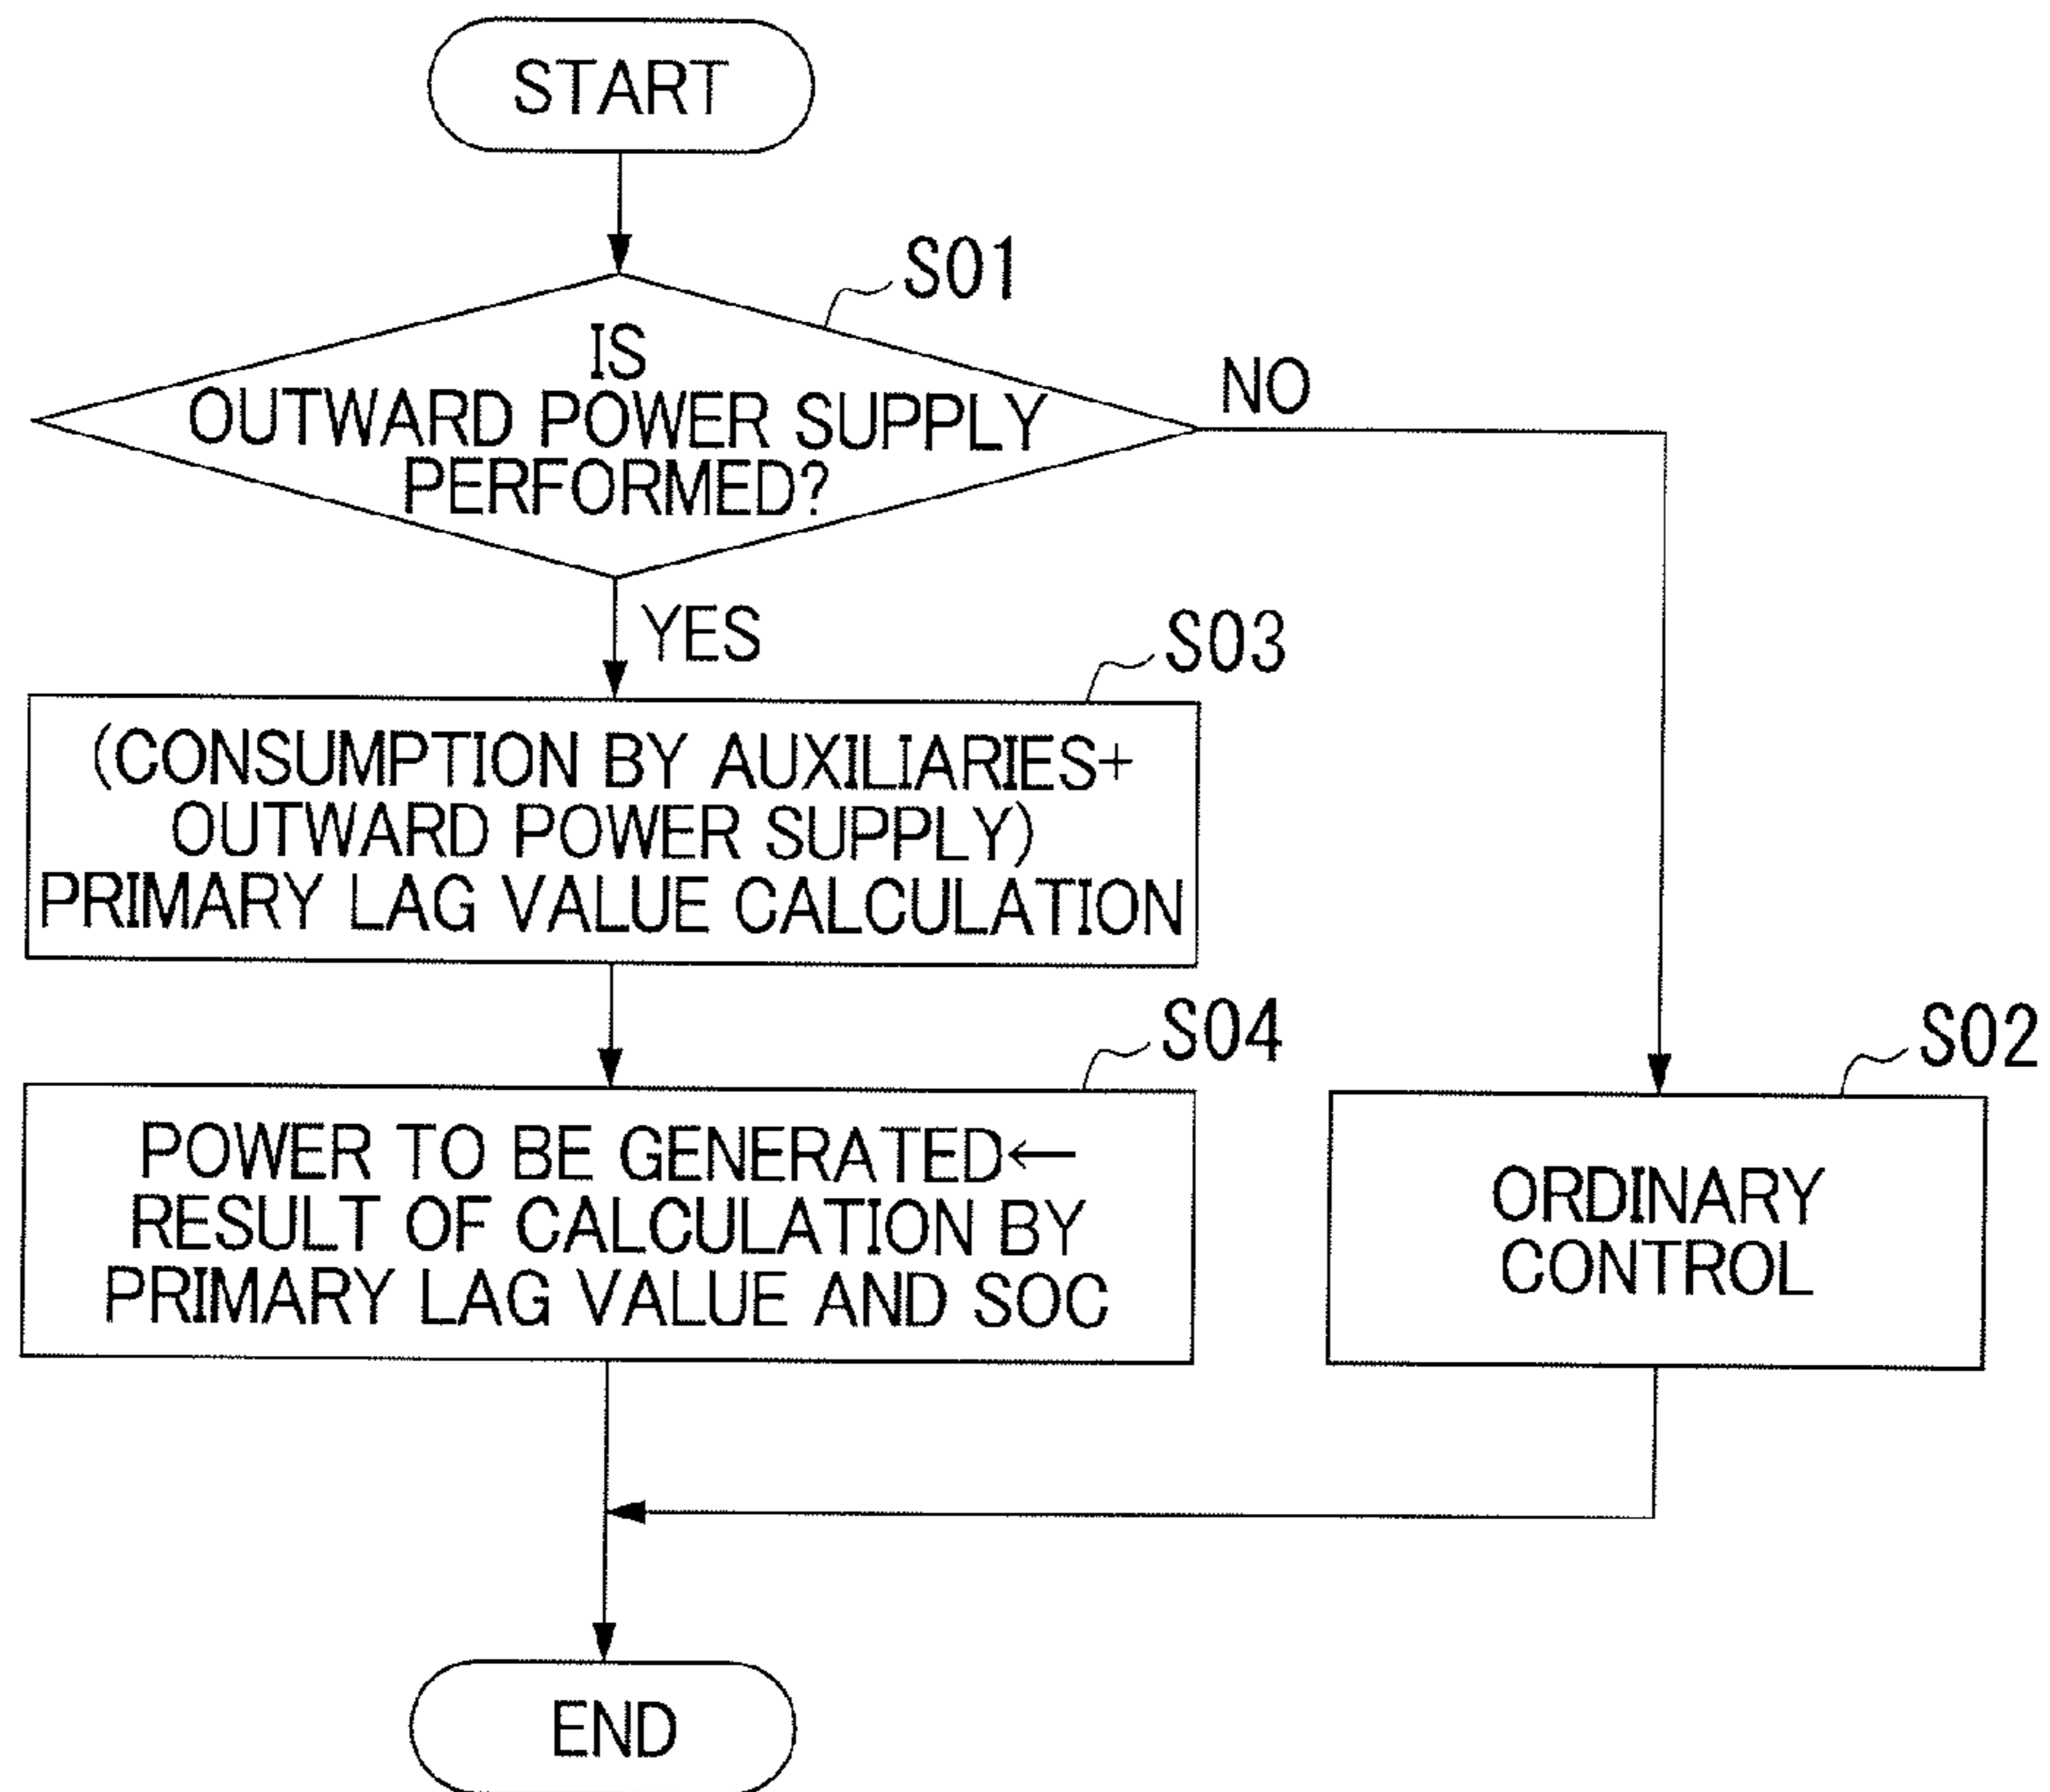 START
S01
IS
OUTWARD POWER SUPPLY
PERFORMED?
NO
YES
S03
(CONSUMPTION BY AUXILIARIES+
OUTWARD POWER SUPPLY)
PRIMARY LAG VALUE CALCULATION
S04
POWER TO BE GENERATED←
RESULT OF CALCULATION BY
PRIMARY LAG VALUE AND SOC
S02
ORDINARY
CONTROL
END